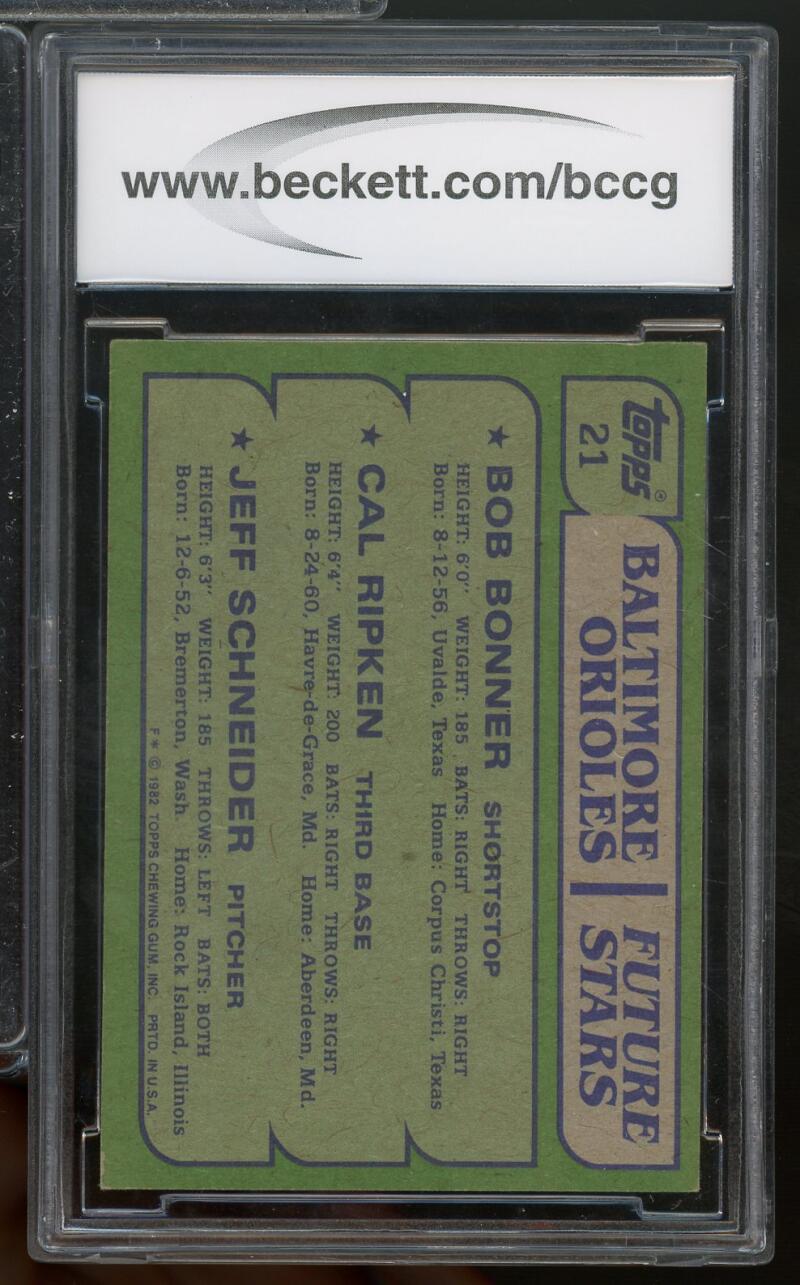 www.beckett.com/bccg
topps®
21
BALTIMORE
ORIOLES
FUTURE
STARS
★ BOB BONNER SHORTSTOP
HEIGHT: 6'0" WEIGHT: 185 BATS: RIGHT THROWS: RIGHT
Born: 8-12-56, Uvalde, Texas Home: Corpus Christi, Texas
★ CAL RIPKEN THIRD BASE
HEIGHT: 6'4" WEIGHT: 200 BATS: RIGHT THROWS: RIGHT
Born: 8-24-60, Havre-de-Grace, Md. Home: Aberdeen, Md.
★ JEFF SCHNEIDER PITCHER
HEIGHT: 6'3" WEIGHT: 185 THROWS: LEFT BATS: BOTH
Born: 12-6-52, Bremerton, Wash. Home: Rock Island, Illinois
F* © 1982 TOPPS CHEWING GUM, INC. PRTD. IN U.S.A.